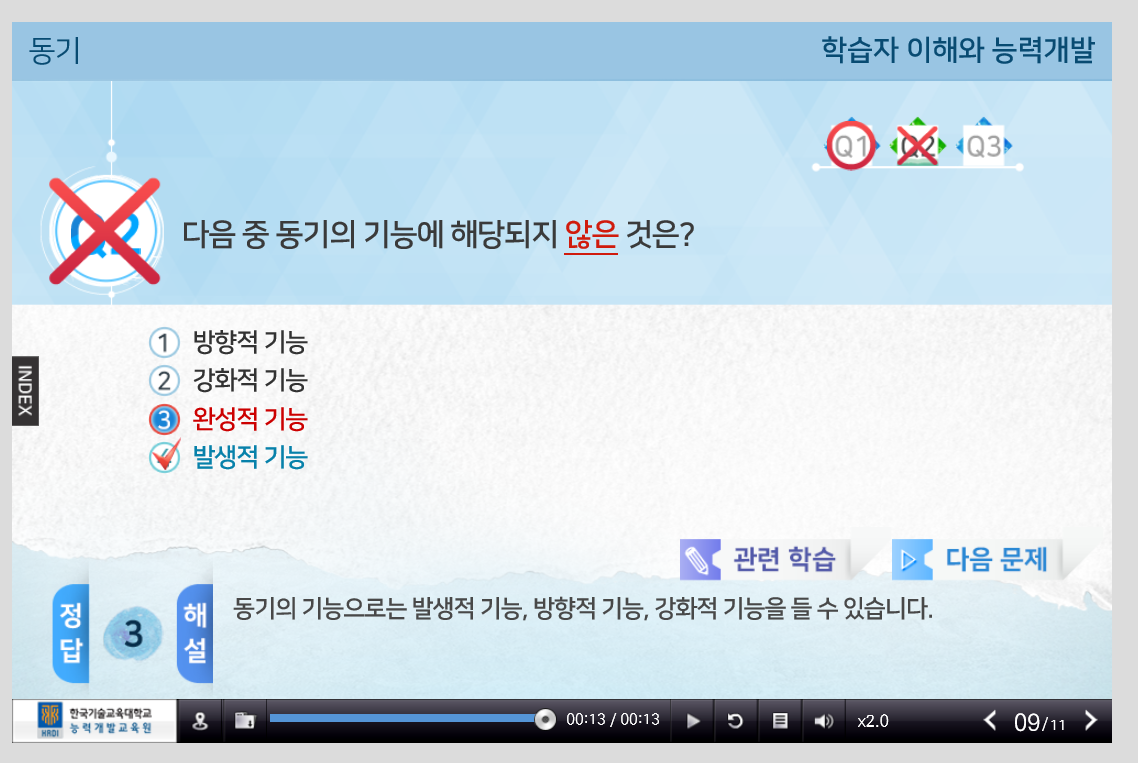 동기
학습자 이해와 능력개발
Q1 Q2 Q3
Q2
다음 중 동기의 기능에 해당되지 않은 것은?
1 방향적 기능
2 강화적 기능
3 완성적 기능
발생적 기능
INDEX
관련 학습
다음 문제
정답
3
해설
동기의 기능으로는 발생적 기능, 방향적 기능, 강화적 기능을 들 수 있습니다.
HRDI
한국기술교육대학교
능력개발교육원
00:13 / 00:13
x2.0
09/11